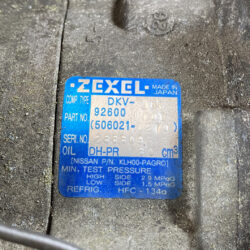 ZEXEL
MADE IN
JAPAN
COMP. TYPE DKV-
PART NO. 92600
(506021-
SERI. NO.
OIL DH-PR cm³
[NISSAN P/N. KLH00-PAGRC]
MIN. TEST PRESSURE
HIGH SIDE 2.9 MPaG
LOW SIDE 1.5 MPaG
REFRIG. HFC-134a